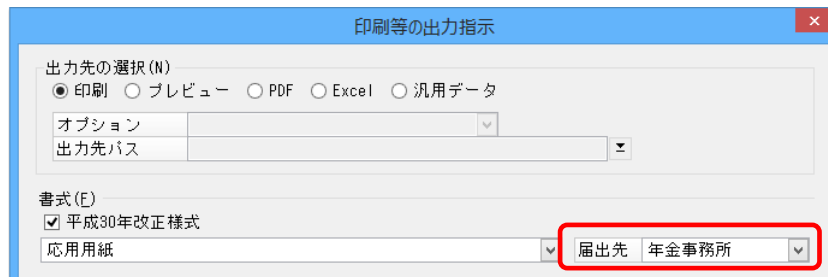 印刷等の出力指示
出力先の選択(N)
印刷 プレビュー PDF Excel 汎用データ
オプション
出力先パス
書式(F)
平成30年改正様式
応用用紙 届出先 年金事務所